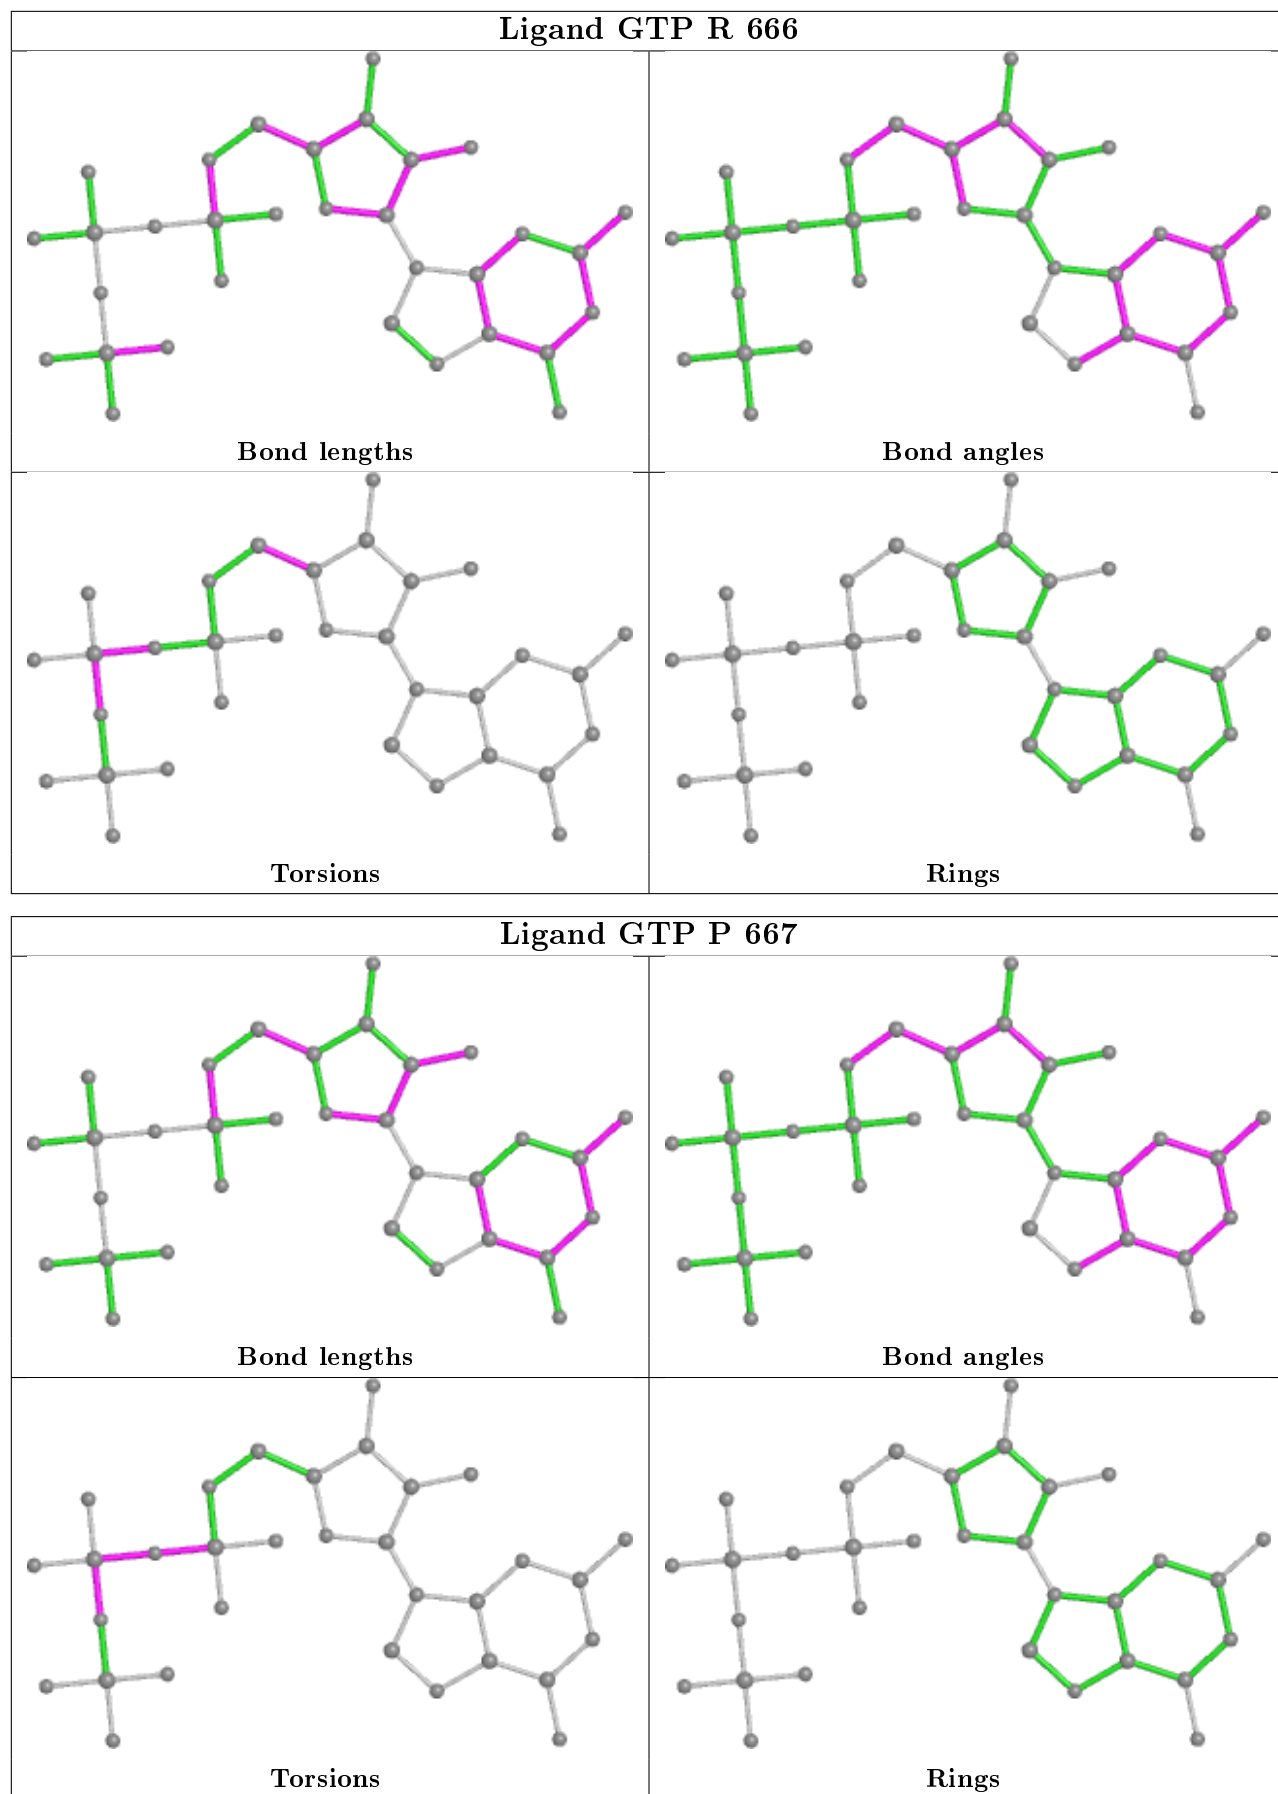 Ligand GTP R 666
Bond lengths
Bond angles
Torsions
Rings
Ligand GTP P 667
Bond lengths
Bond angles
Torsions
Rings